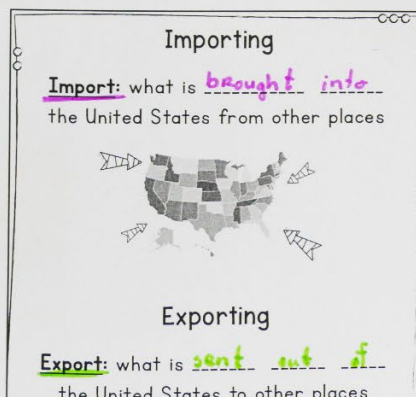 Importing
Import: what is brought into
the United States from other places
Exporting
Export: what is sent out of
the United States to other places